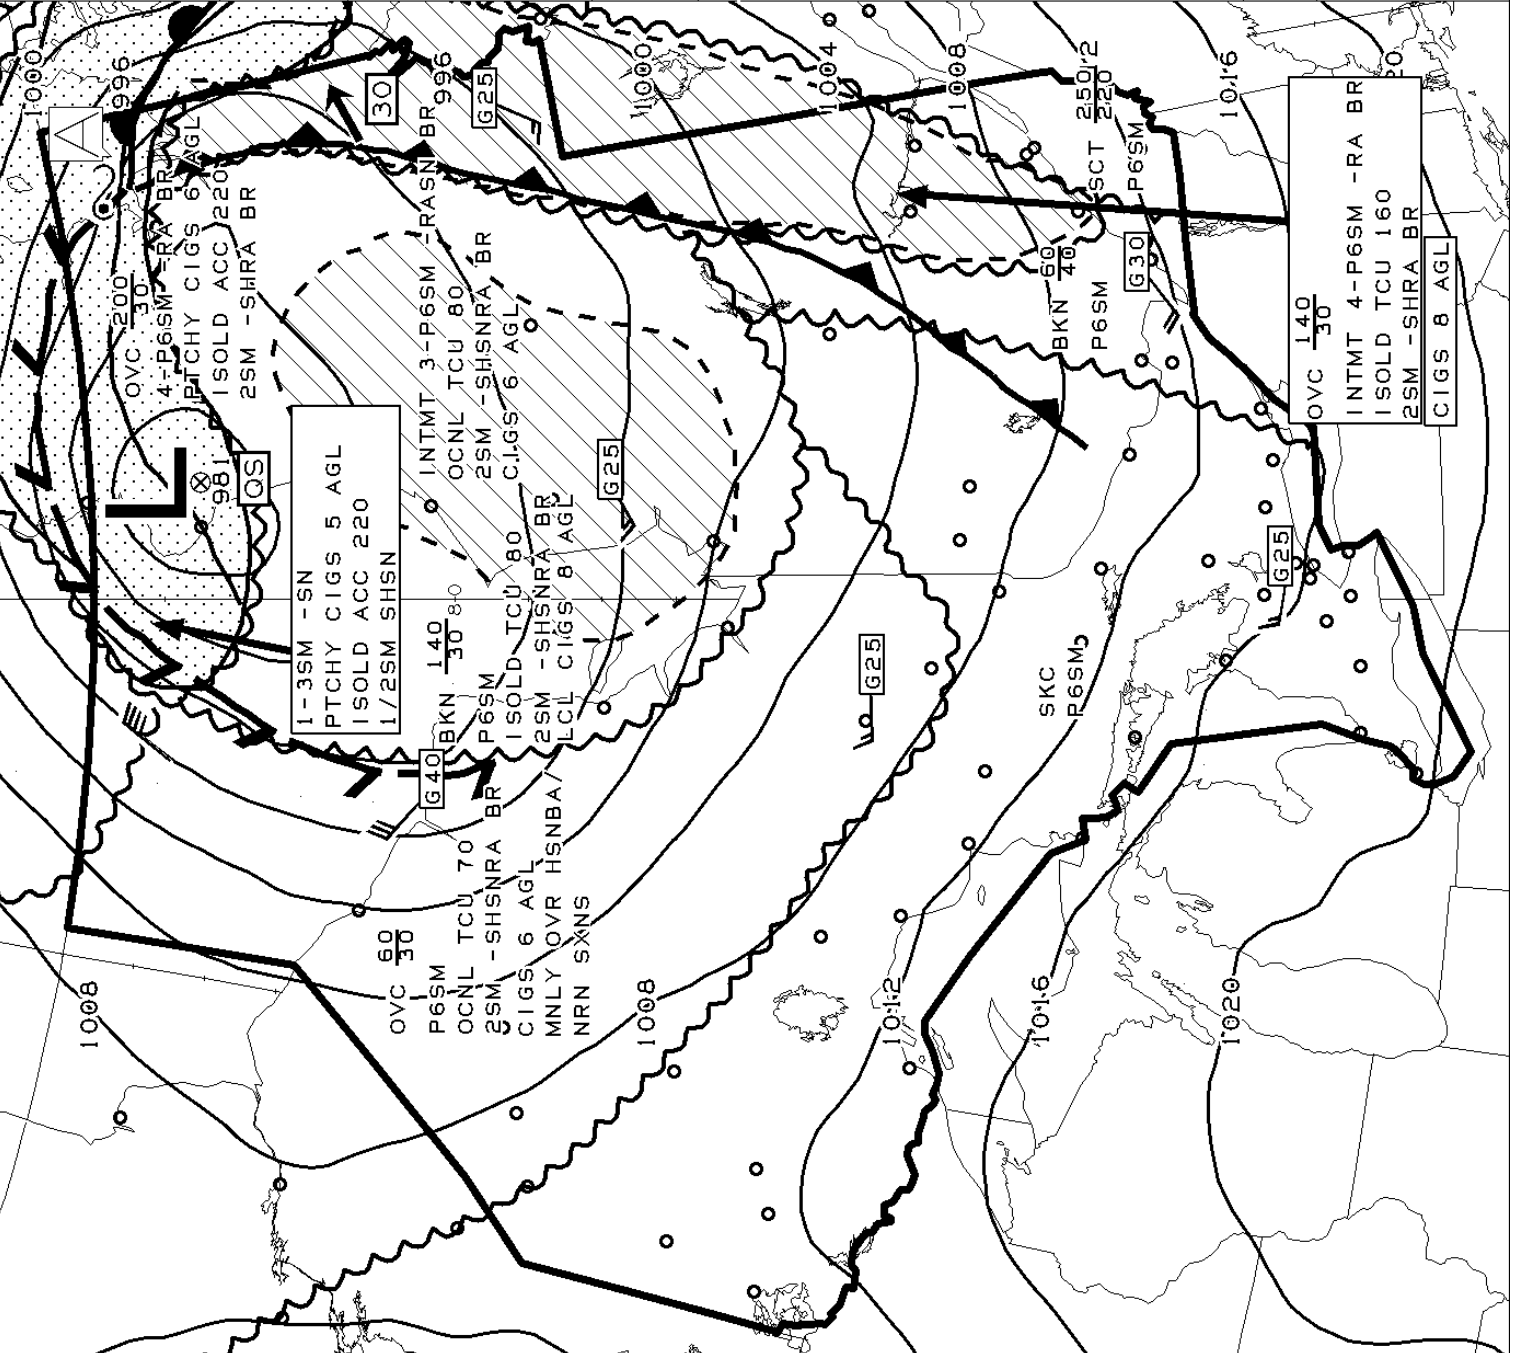 1000
996
A
30
996
G25
1000
1004
1008
250
220
12
SCT
P6SM
1016
20
OVC 200
30
4-P6SM -RA BR
PTCHY CIGS 6 AGL
ISOLD ACC 220
2SM -SHRA BR
INTMT 3-P6SM -RASN BR
OCNL TCU 80
2SM -SHSNRA BR
CIGS 6 AGL
BKN 60
40
P6SM
G30
OVC 140
30
INTMT 4-P6SM -RA BR
ISOLD TCU 160
2SM -SHRA BR
CIGS 8 AGL
981
QS
G25
1-3SM -SN
PTCHY CIGS 5 AGL
ISOLD ACC 220
1/2SM SHSN
BKN 140
30
P6SM
ISOLD TCU 80
2SM -SHSNRA BR
LCL CIGS 8 AGL
G25
G25
SKC
P6SM
G40
OVC 60
30
P6SM
OCNL TCU 70
2SM -SHSNRA BR
CIGS 6 AGL
MNLY OVR HSNBA/
NRN SXNS
1008
1008
1012
1016
1020